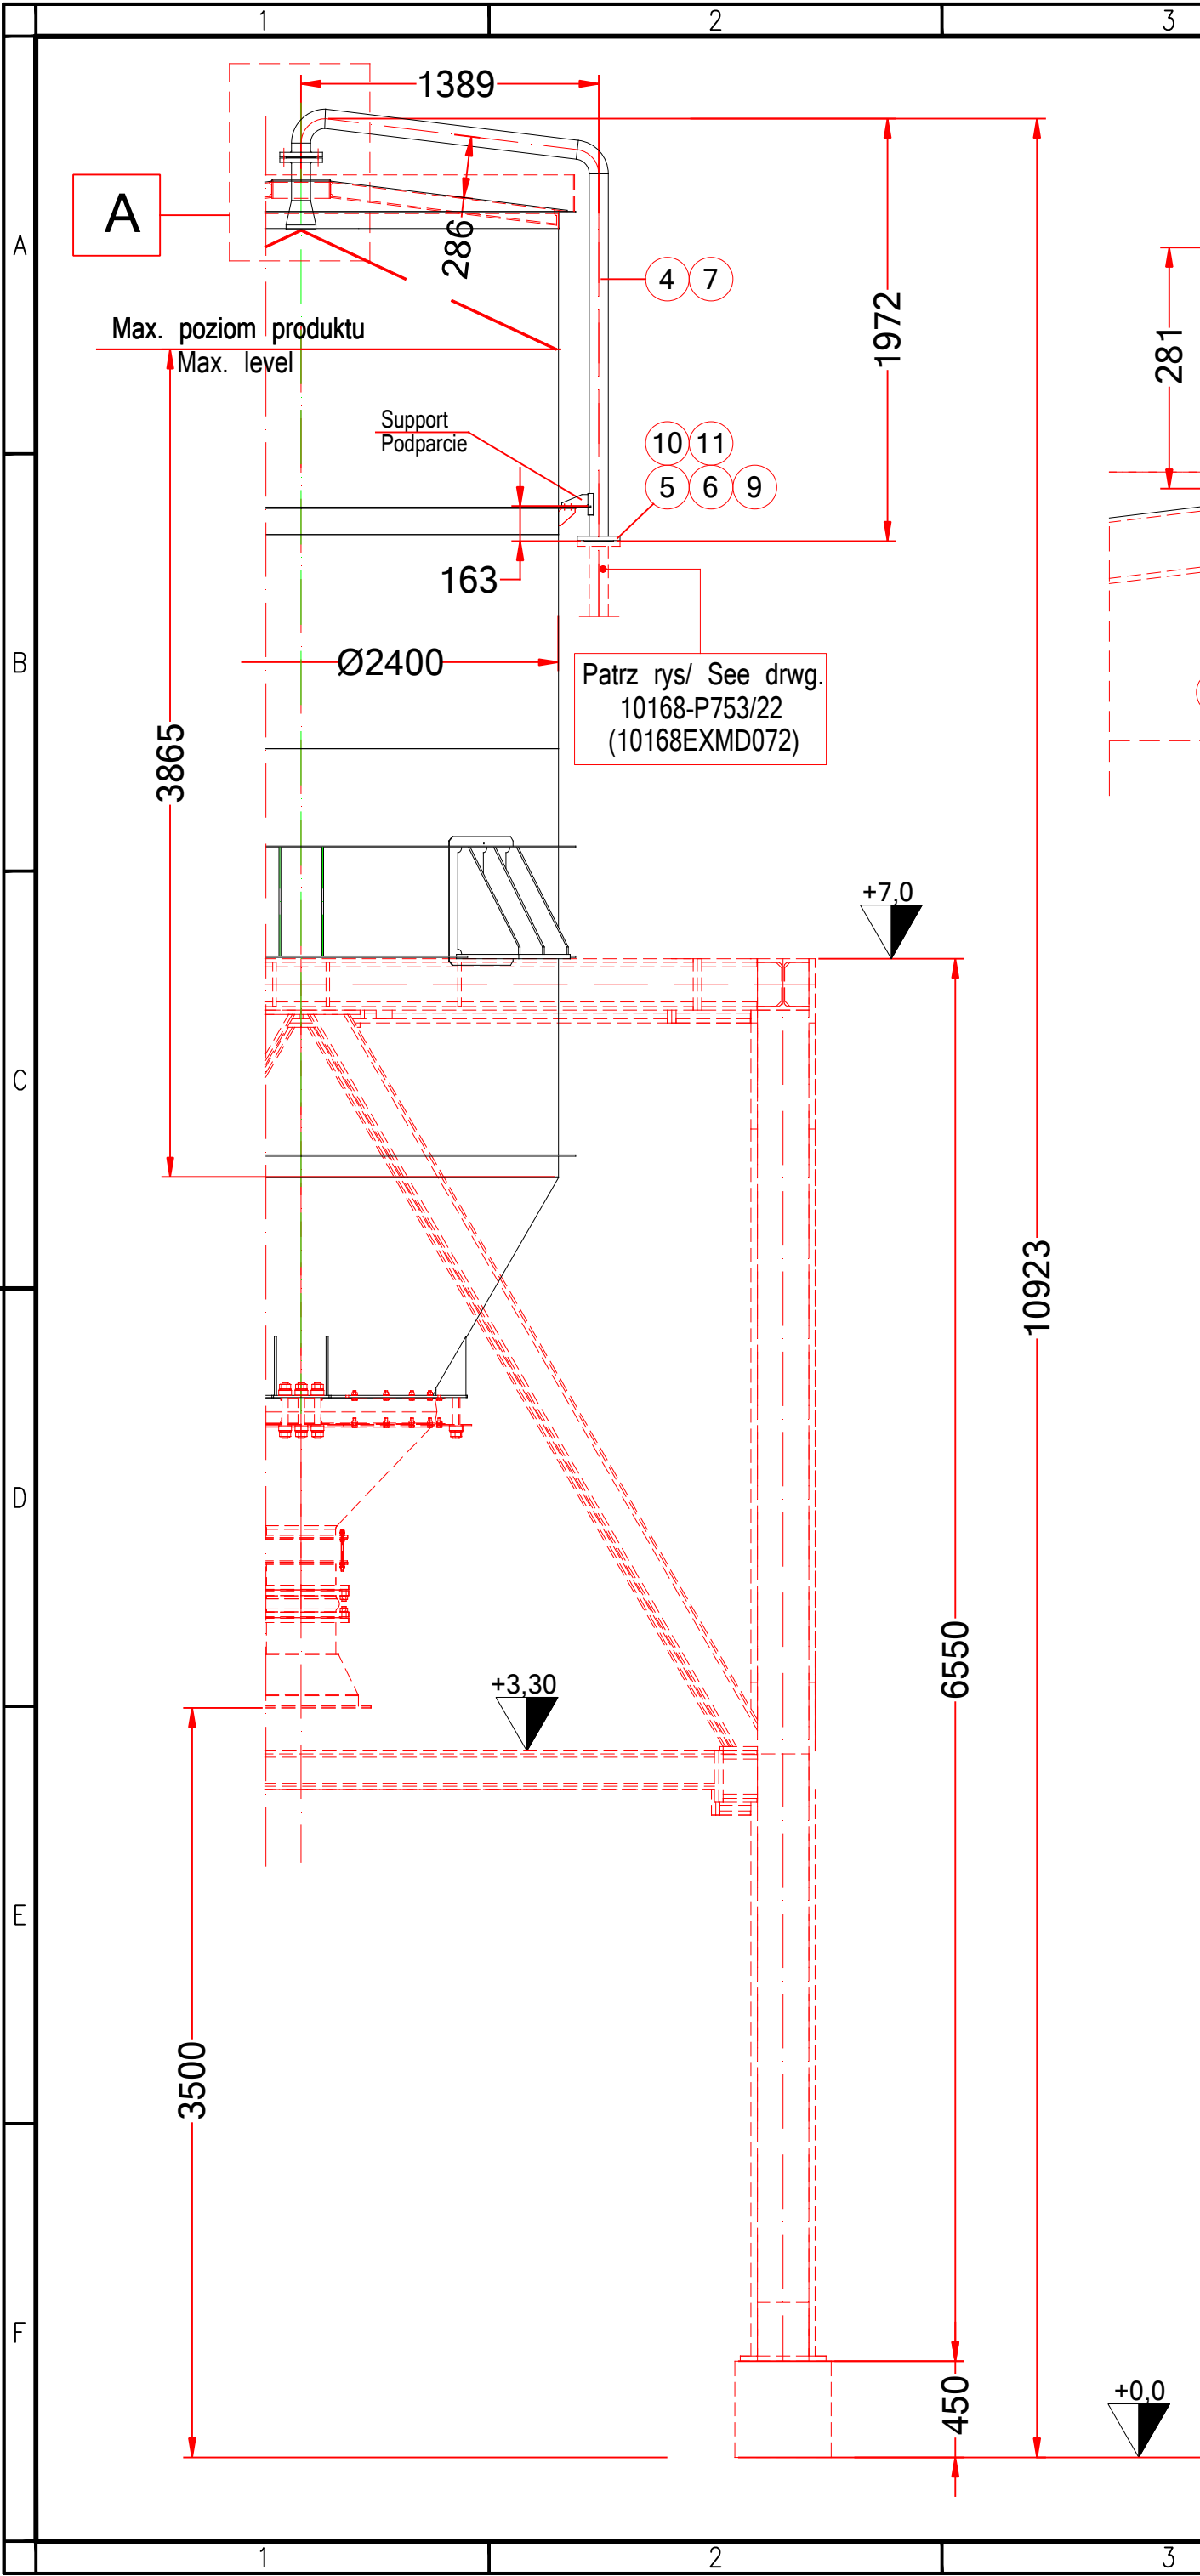 1 2 3
1389
A
A
286
4 7
1972
281
Max. poziom produktu
Max. level
Support
Podparcie
10 11
5 6 9
163
B
Ø2400
Patrz rys/ See drwg.
10168-P753/22
(10168EXMD072)
3865
+7,0
C
10923
D
6550
+3,30
E
3500
F
450
+0,0
1 2 3